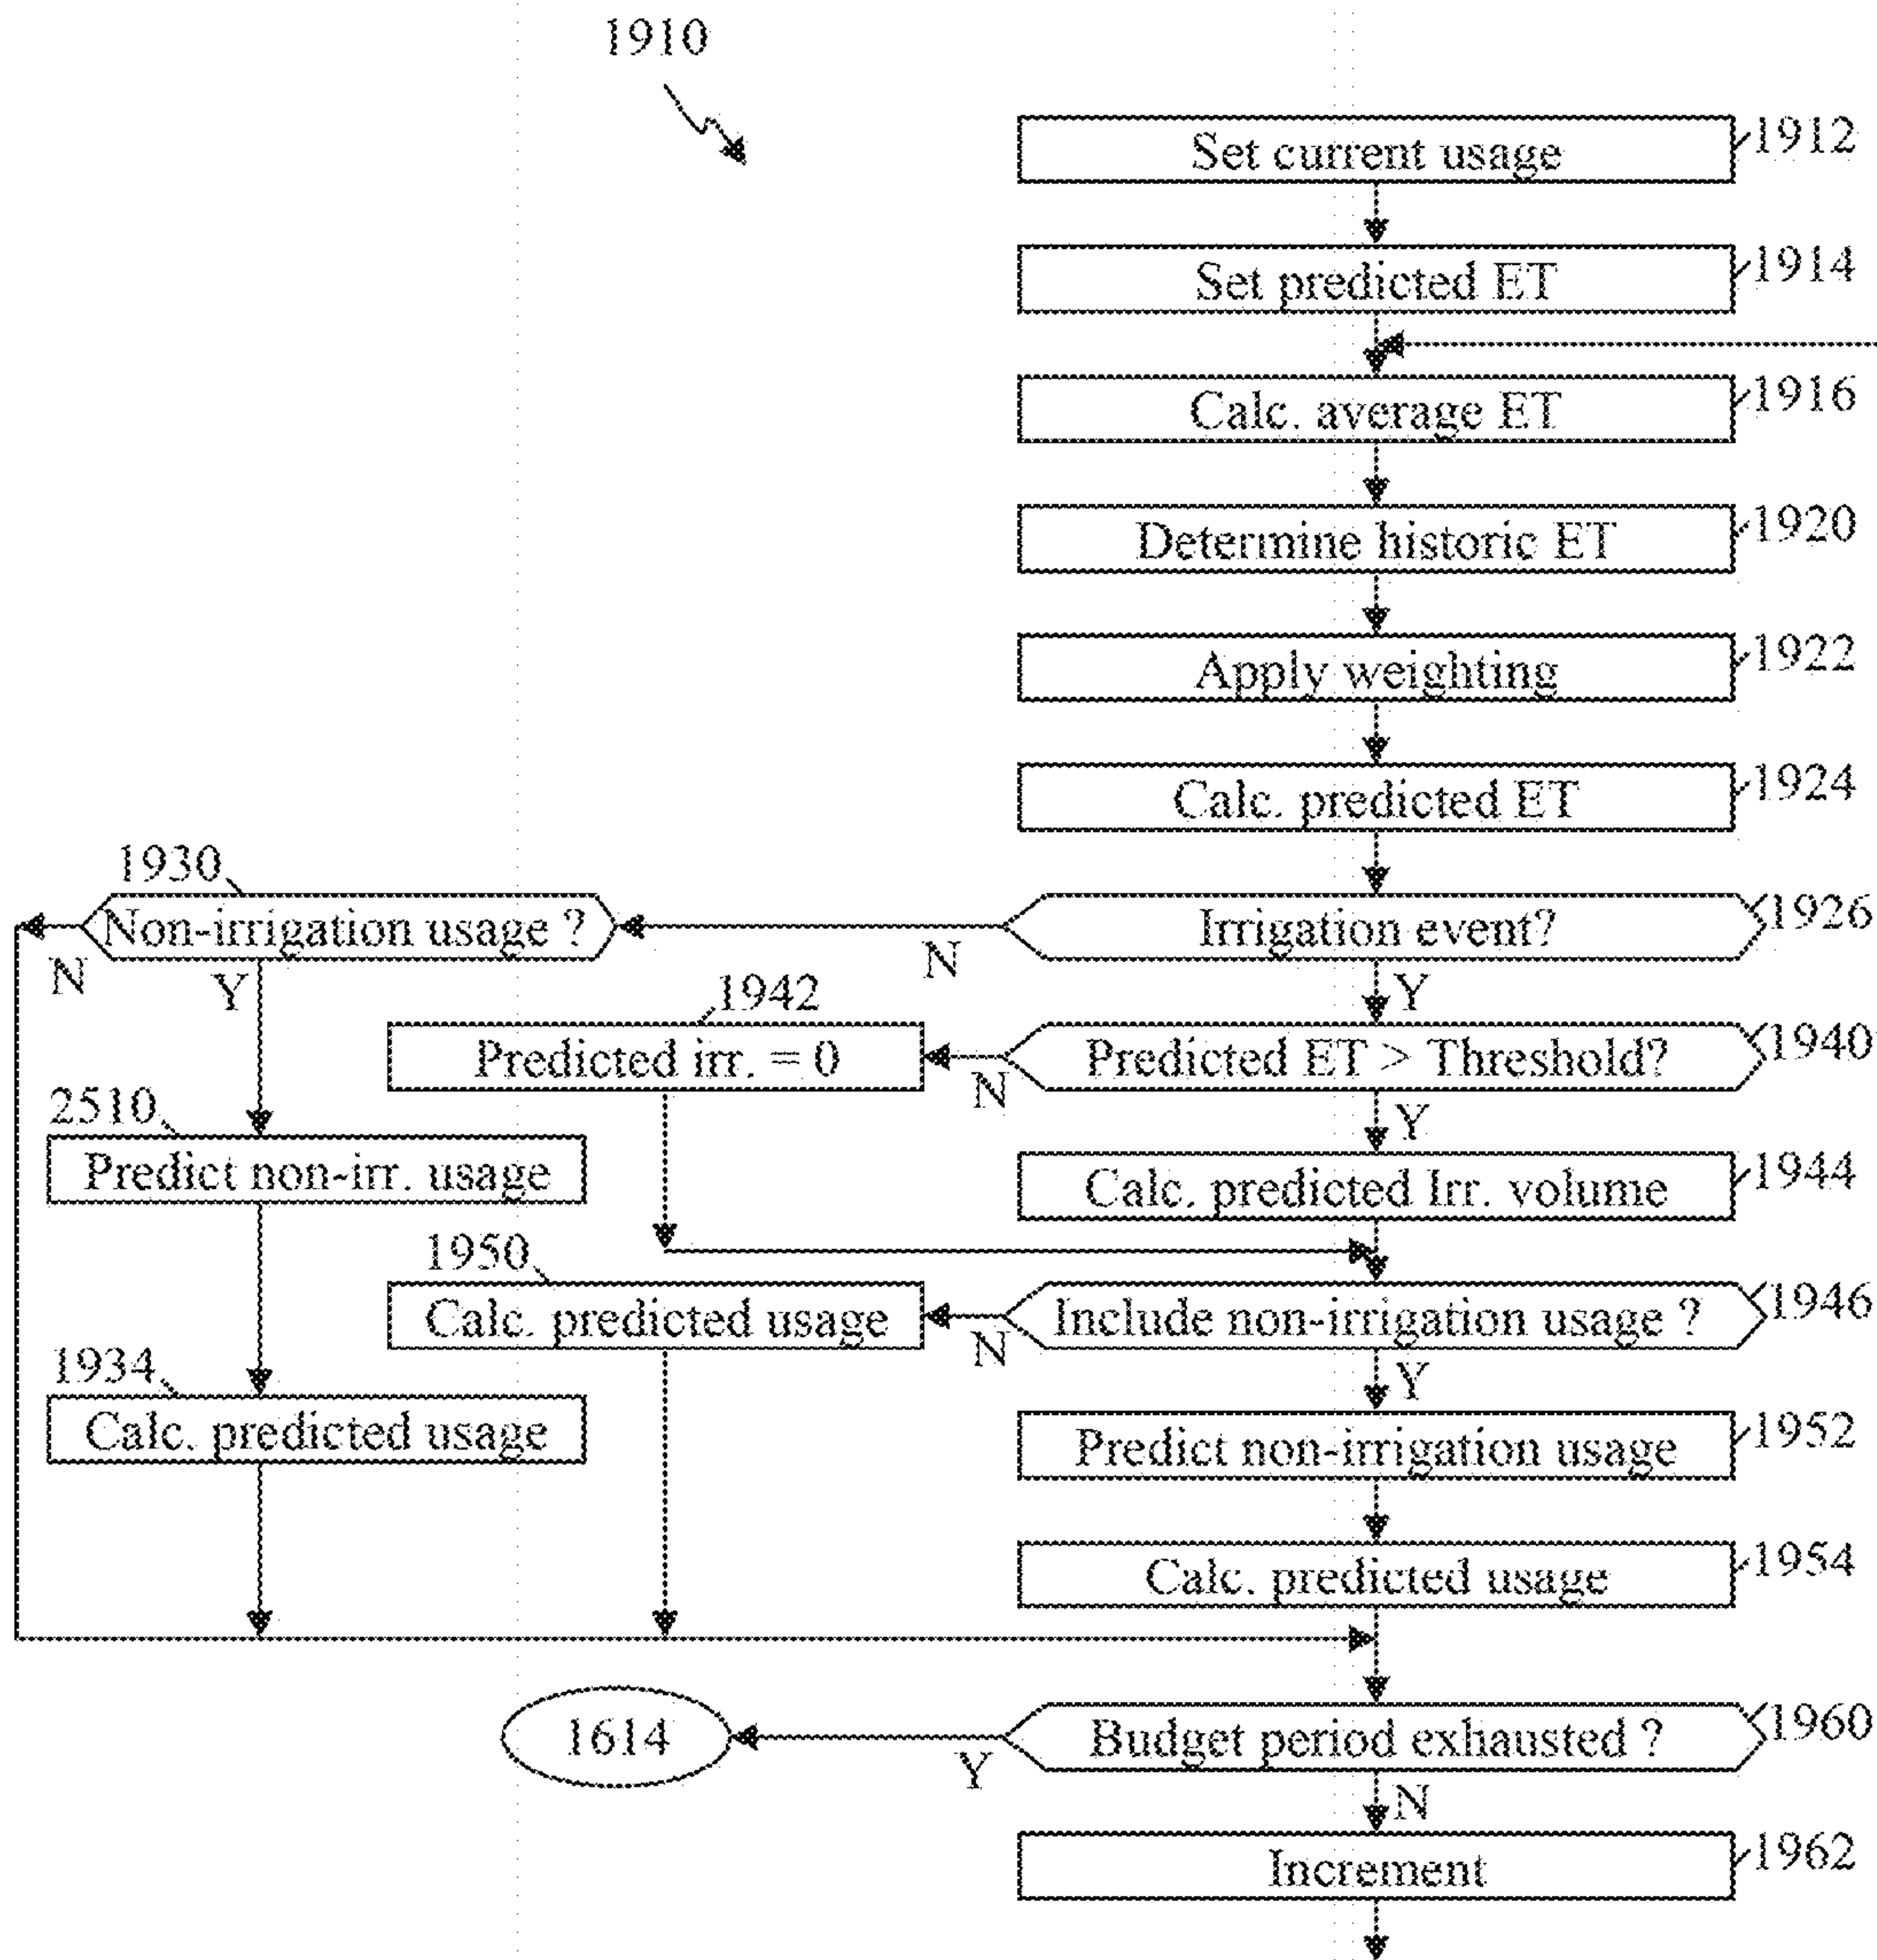 1910
Set current usage 1912
Set predicted ET 1914
Calc. average ET 1916
Determine historic ET 1920
Apply weighting 1922
Calc. predicted ET 1924
1930
Non-irrigation usage ? Irrigation event? 1926
N Y N Y
1942
Predicted irr. = 0 Predicted ET > Threshold? 1940
N Y
2510
Predict non-irr. usage Calc. predicted Irr. volume 1944
1950
Calc. predicted usage Include non-irrigation usage ? 1946
N Y
1934
Calc. predicted usage Predict non-irrigation usage 1952
Calc. predicted usage 1954
1614 Budget period exhausted ? 1960
Y N
Increment 1962